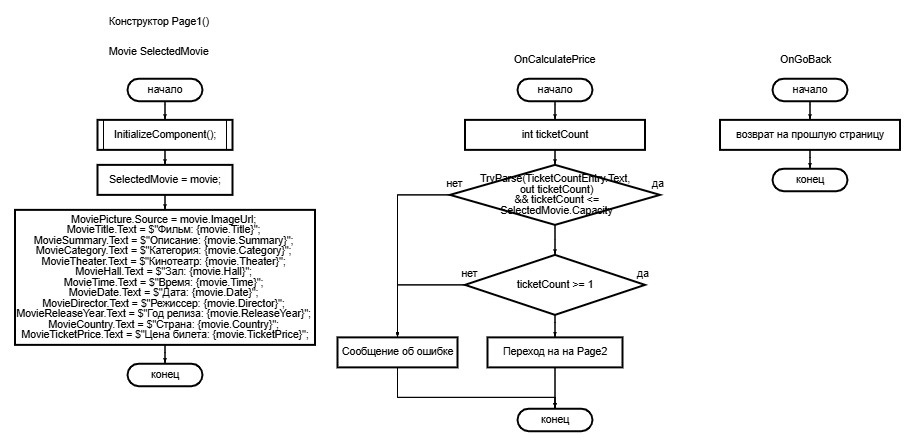 Конструктор Page1()
Movie SelectedMovie
начало
InitializeComponent();
SelectedMovie = movie;
MoviePicture.Source = movie.ImageUrl;
MovieTitle.Text = $"Фильм: {movie.Title}";
MovieSummary.Text = $"Описание: {movie.Summary}";
MovieCategory.Text = $"Категория: {movie.Category}";
MovieTheater.Text = $"Кинотеатр: {movie.Theater}";
MovieHall.Text = $"Зал: {movie.Hall}";
MovieTime.Text = $"Время: {movie.Time}";
MovieDate.Text = $"Дата: {movie.Date}";
MovieDirector.Text = $"Режиссер: {movie.Director}";
MovieReleaseYear.Text = $"Год релиза: {movie.ReleaseYear}";
MovieCountry.Text = $"Страна: {movie.Country}";
MovieTicketPrice.Text = $"Цена билета: {movie.TicketPrice}";
конец
OnCalculatePrice
начало
int ticketCount
нет
TryParse(TicketCountEntry.Text,
out ticketCount)
&& ticketCount <=
SelectedMovie.Capacity
да
нет
ticketCount >= 1
да
Сообщение об ошибке
Переход на на Page2
конец
OnGoBack
начало
возврат на прошлую страницу
конец